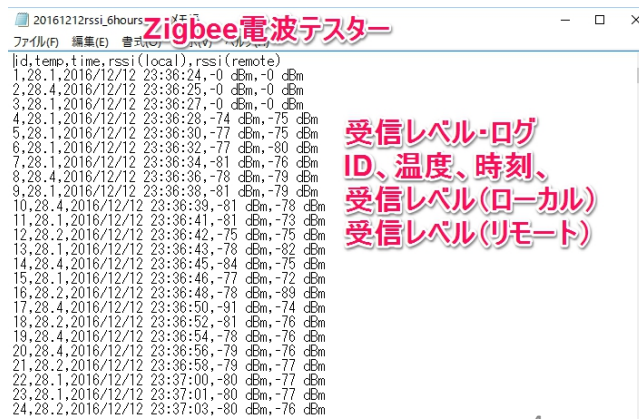 20161212rssi_6hours
Zigbee電波テスター
ファイル(F) 編集(E)
id,temp,time,rssi(local),rssi(remote)
1,28.1,2016/12/12 23:36:24,-0 dBm,-0 dBm
2,28.4,2016/12/12 23:36:25,-0 dBm,-0 dBm
3,28.1,2016/12/12 23:36:27,-0 dBm,-0 dBm
4,28.1,2016/12/12 23:36:28,-74 dBm,-75 dBm
5,28.1,2016/12/12 23:36:30,-77 dBm,-75 dBm
6,28.1,2016/12/12 23:36:32,-77 dBm,-80 dBm
7,28.1,2016/12/12 23:36:34,-81 dBm,-76 dBm
8,28.4,2016/12/12 23:36:36,-78 dBm,-79 dBm
9,28.1,2016/12/12 23:36:38,-81 dBm,-79 dBm
10,28.4,2016/12/12 23:36:39,-81 dBm,-78 dBm
11,28.1,2016/12/12 23:36:41,-81 dBm,-73 dBm
12,28.2,2016/12/12 23:36:42,-75 dBm,-75 dBm
13,28.1,2016/12/12 23:36:43,-78 dBm,-82 dBm
14,28.4,2016/12/12 23:36:45,-84 dBm,-75 dBm
15,28.1,2016/12/12 23:36:46,-77 dBm,-72 dBm
16,28.2,2016/12/12 23:36:48,-78 dBm,-89 dBm
17,28.4,2016/12/12 23:36:50,-91 dBm,-74 dBm
18,28.2,2016/12/12 23:36:52,-81 dBm,-76 dBm
19,28.4,2016/12/12 23:36:54,-78 dBm,-76 dBm
20,28.4,2016/12/12 23:36:56,-79 dBm,-76 dBm
21,28.2,2016/12/12 23:36:58,-79 dBm,-77 dBm
22,28.1,2016/12/12 23:37:00,-80 dBm,-77 dBm
23,28.1,2016/12/12 23:37:01,-80 dBm,-77 dBm
24,28.2,2016/12/12 23:37:03,-80 dBm,-76 dBm
受信レベル・ログ
ID、温度、時刻、
受信レベル(ローカル)
受信レベル(リモート)